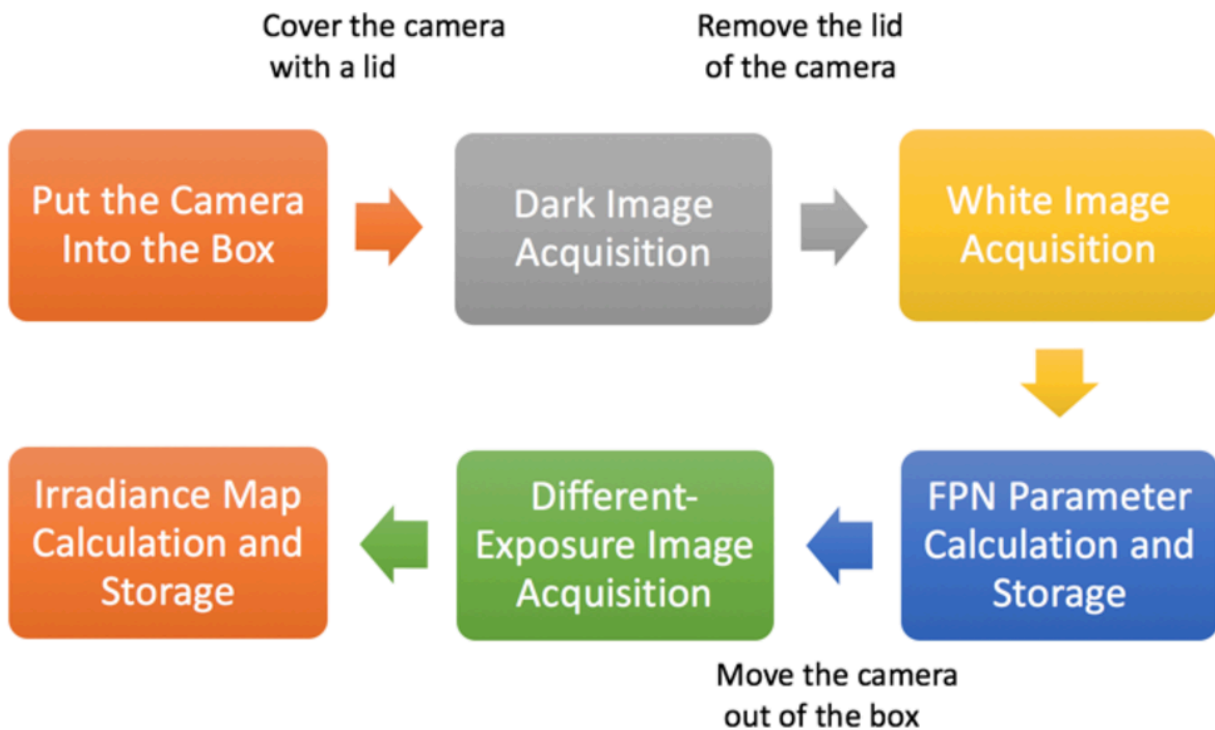 Cover the camera
with a lid
Remove the lid
of the camera
Put the Camera
Into the Box
Dark Image
Acquisition
White Image
Acquisition
FPN Parameter
Calculation and
Storage
Move the camera
out of the box
Different-
Exposure Image
Acquisition
Irradiance Map
Calculation and
Storage